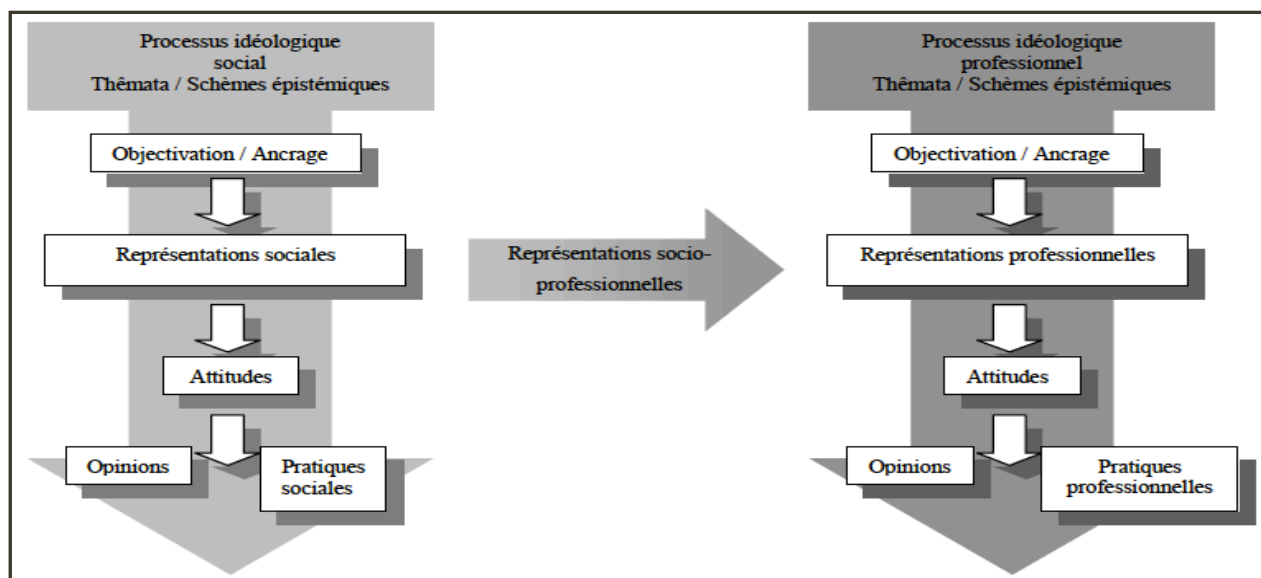 Processus idéologique
social
Thêmata / Schèmes épistémiques
Objectivation / Ancrage
Représentations sociales
Attitudes
Opinions
Pratiques
sociales
Représentations socio-
professionnelles
Processus idéologique
professionnel
Thêmata / Schèmes épistémiques
Objectivation / Ancrage
Représentations professionnelles
Attitudes
Opinions
Pratiques
professionnelles